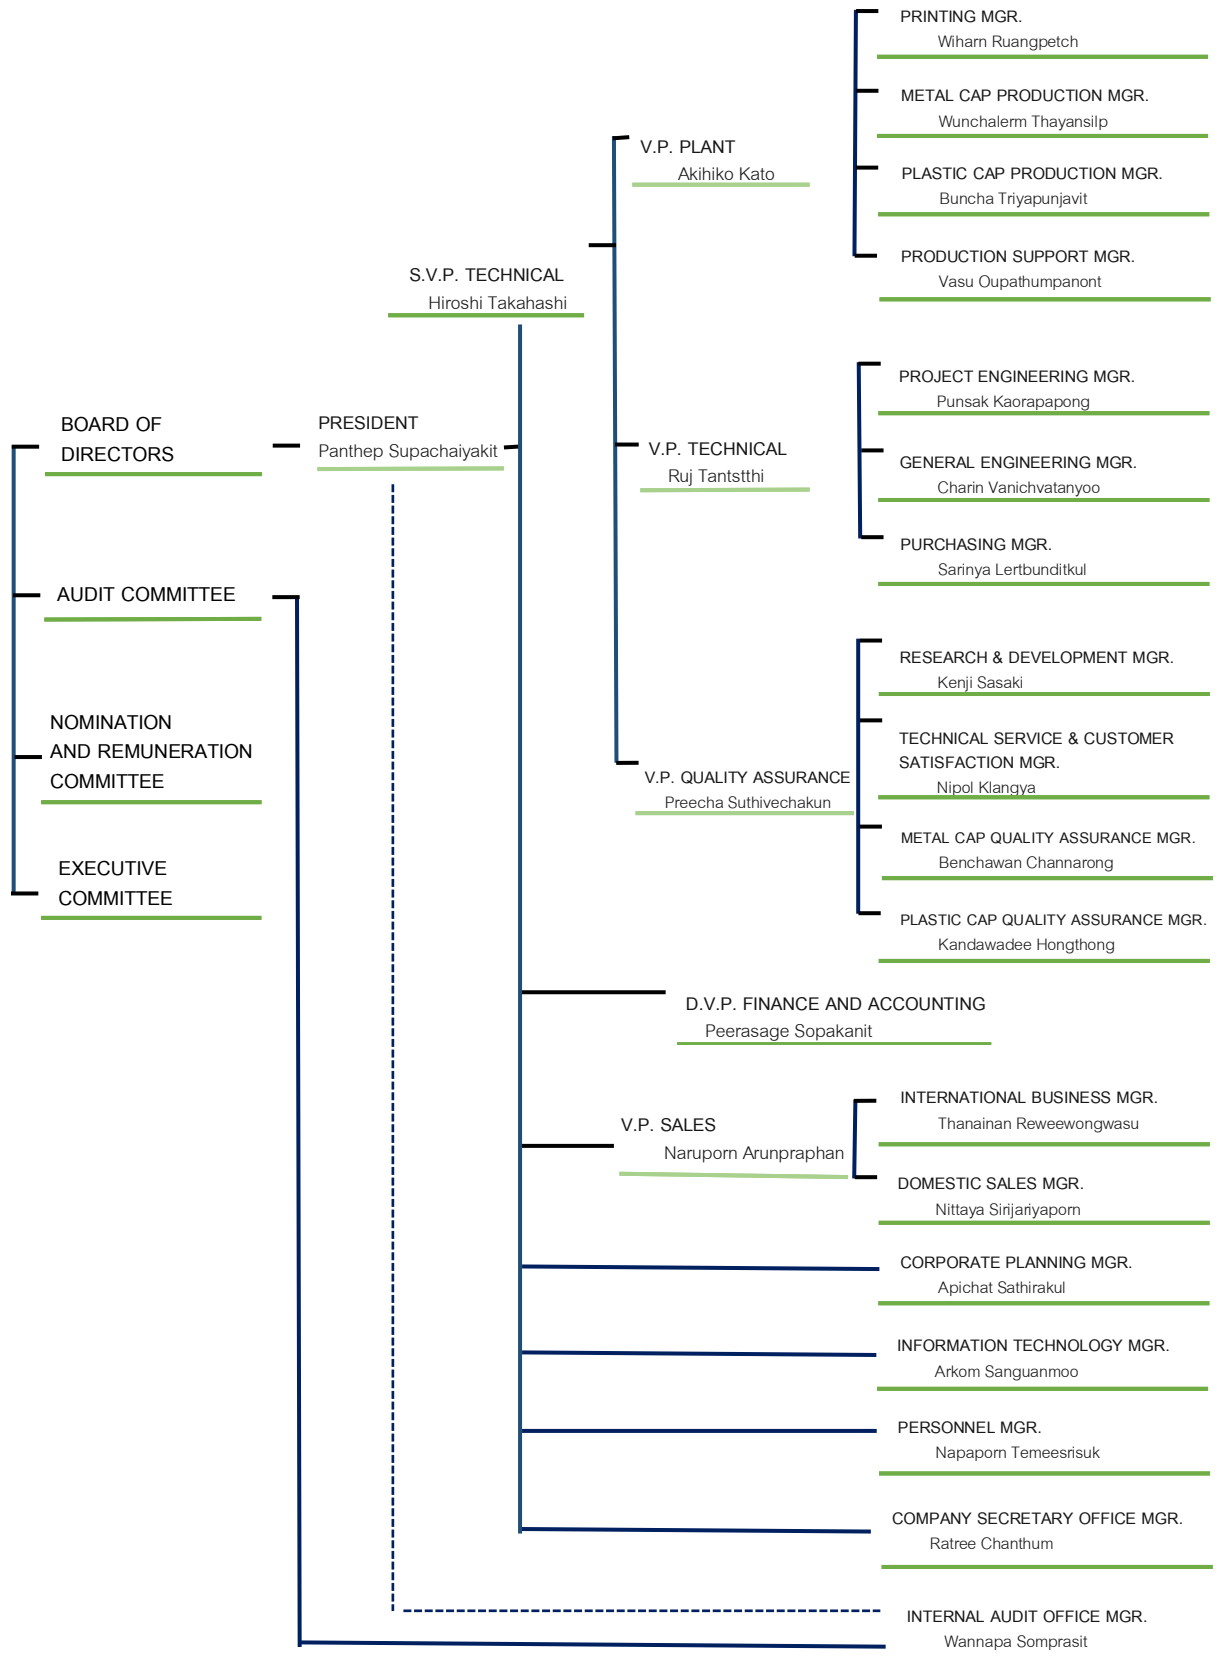 BOARD OF
DIRECTORS
AUDIT COMMITTEE
NOMINATION
AND REMUNERATION
COMMITTEE
EXECUTIVE
COMMITTEE
PRESIDENT
Panthep Supachaiyakit
S.V.P. TECHNICAL
Hiroshi Takahashi
V.P. PLANT
Akihiko Kato
PRINTING MGR.
Wiharn Ruangpetch
METAL CAP PRODUCTION MGR.
Wunchalerm Thayansilp
PLASTIC CAP PRODUCTION MGR.
Buncha Triyapunjavit
PRODUCTION SUPPORT MGR.
Vasu Oupathumpanont
V.P. TECHNICAL
Ruj Tantstthi
PROJECT ENGINEERING MGR.
Punsak Kaorapapong
GENERAL ENGINEERING MGR.
Charin Vanichvatanyoo
PURCHASING MGR.
Sarinya Lertbunditkul
V.P. QUALITY ASSURANCE
Preecha Suthivechakun
RESEARCH & DEVELOPMENT MGR.
Kenji Sasaki
TECHNICAL SERVICE & CUSTOMER
SATISFACTION MGR.
Nipol Klangya
METAL CAP QUALITY ASSURANCE MGR.
Benchawan Channarong
PLASTIC CAP QUALITY ASSURANCE MGR.
Kandawadee Hongthong
D.V.P. FINANCE AND ACCOUNTING
Peerasage Sopakanit
V.P. SALES
Naruporn Arunpraphan
INTERNATIONAL BUSINESS MGR.
Thanainan Reweewongwasu
DOMESTIC SALES MGR.
Nittaya Sirijariyaporn
CORPORATE PLANNING MGR.
Apichat Sathirakul
INFORMATION TECHNOLOGY MGR.
Arkom Sanguanmoo
PERSONNEL MGR.
Napaporn Temeesrisuk
COMPANY SECRETARY OFFICE MGR.
Ratree Chanthum
INTERNAL AUDIT OFFICE MGR.
Wannapa Somprasit